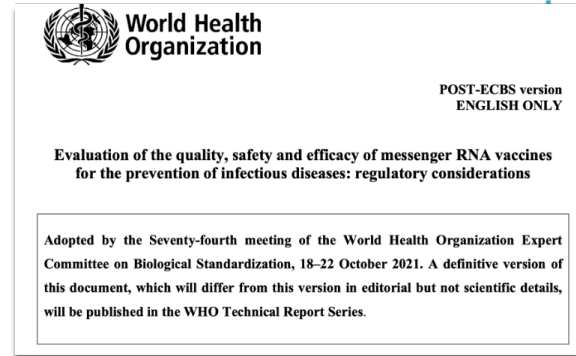 World Health
Organization
POST-ECBS version
ENGLISH ONLY
Evaluation of the quality, safety and efficacy of messenger RNA vaccines
for the prevention of infectious diseases: regulatory considerations
Adopted by the Seventy-fourth meeting of the World Health Organization Expert
Committee on Biological Standardization, 18–22 October 2021. A definitive version of
this document, which will differ from this version in editorial but not scientific details,
will be published in the WHO Technical Report Series.